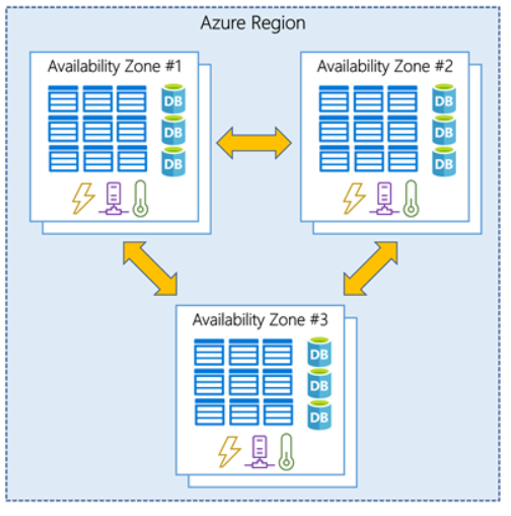 Azure Region
Availability Zone #1
Availability Zone #2
DB
DB
DB
DB
DB
DB
Availability Zone #3
DB
DB
DB